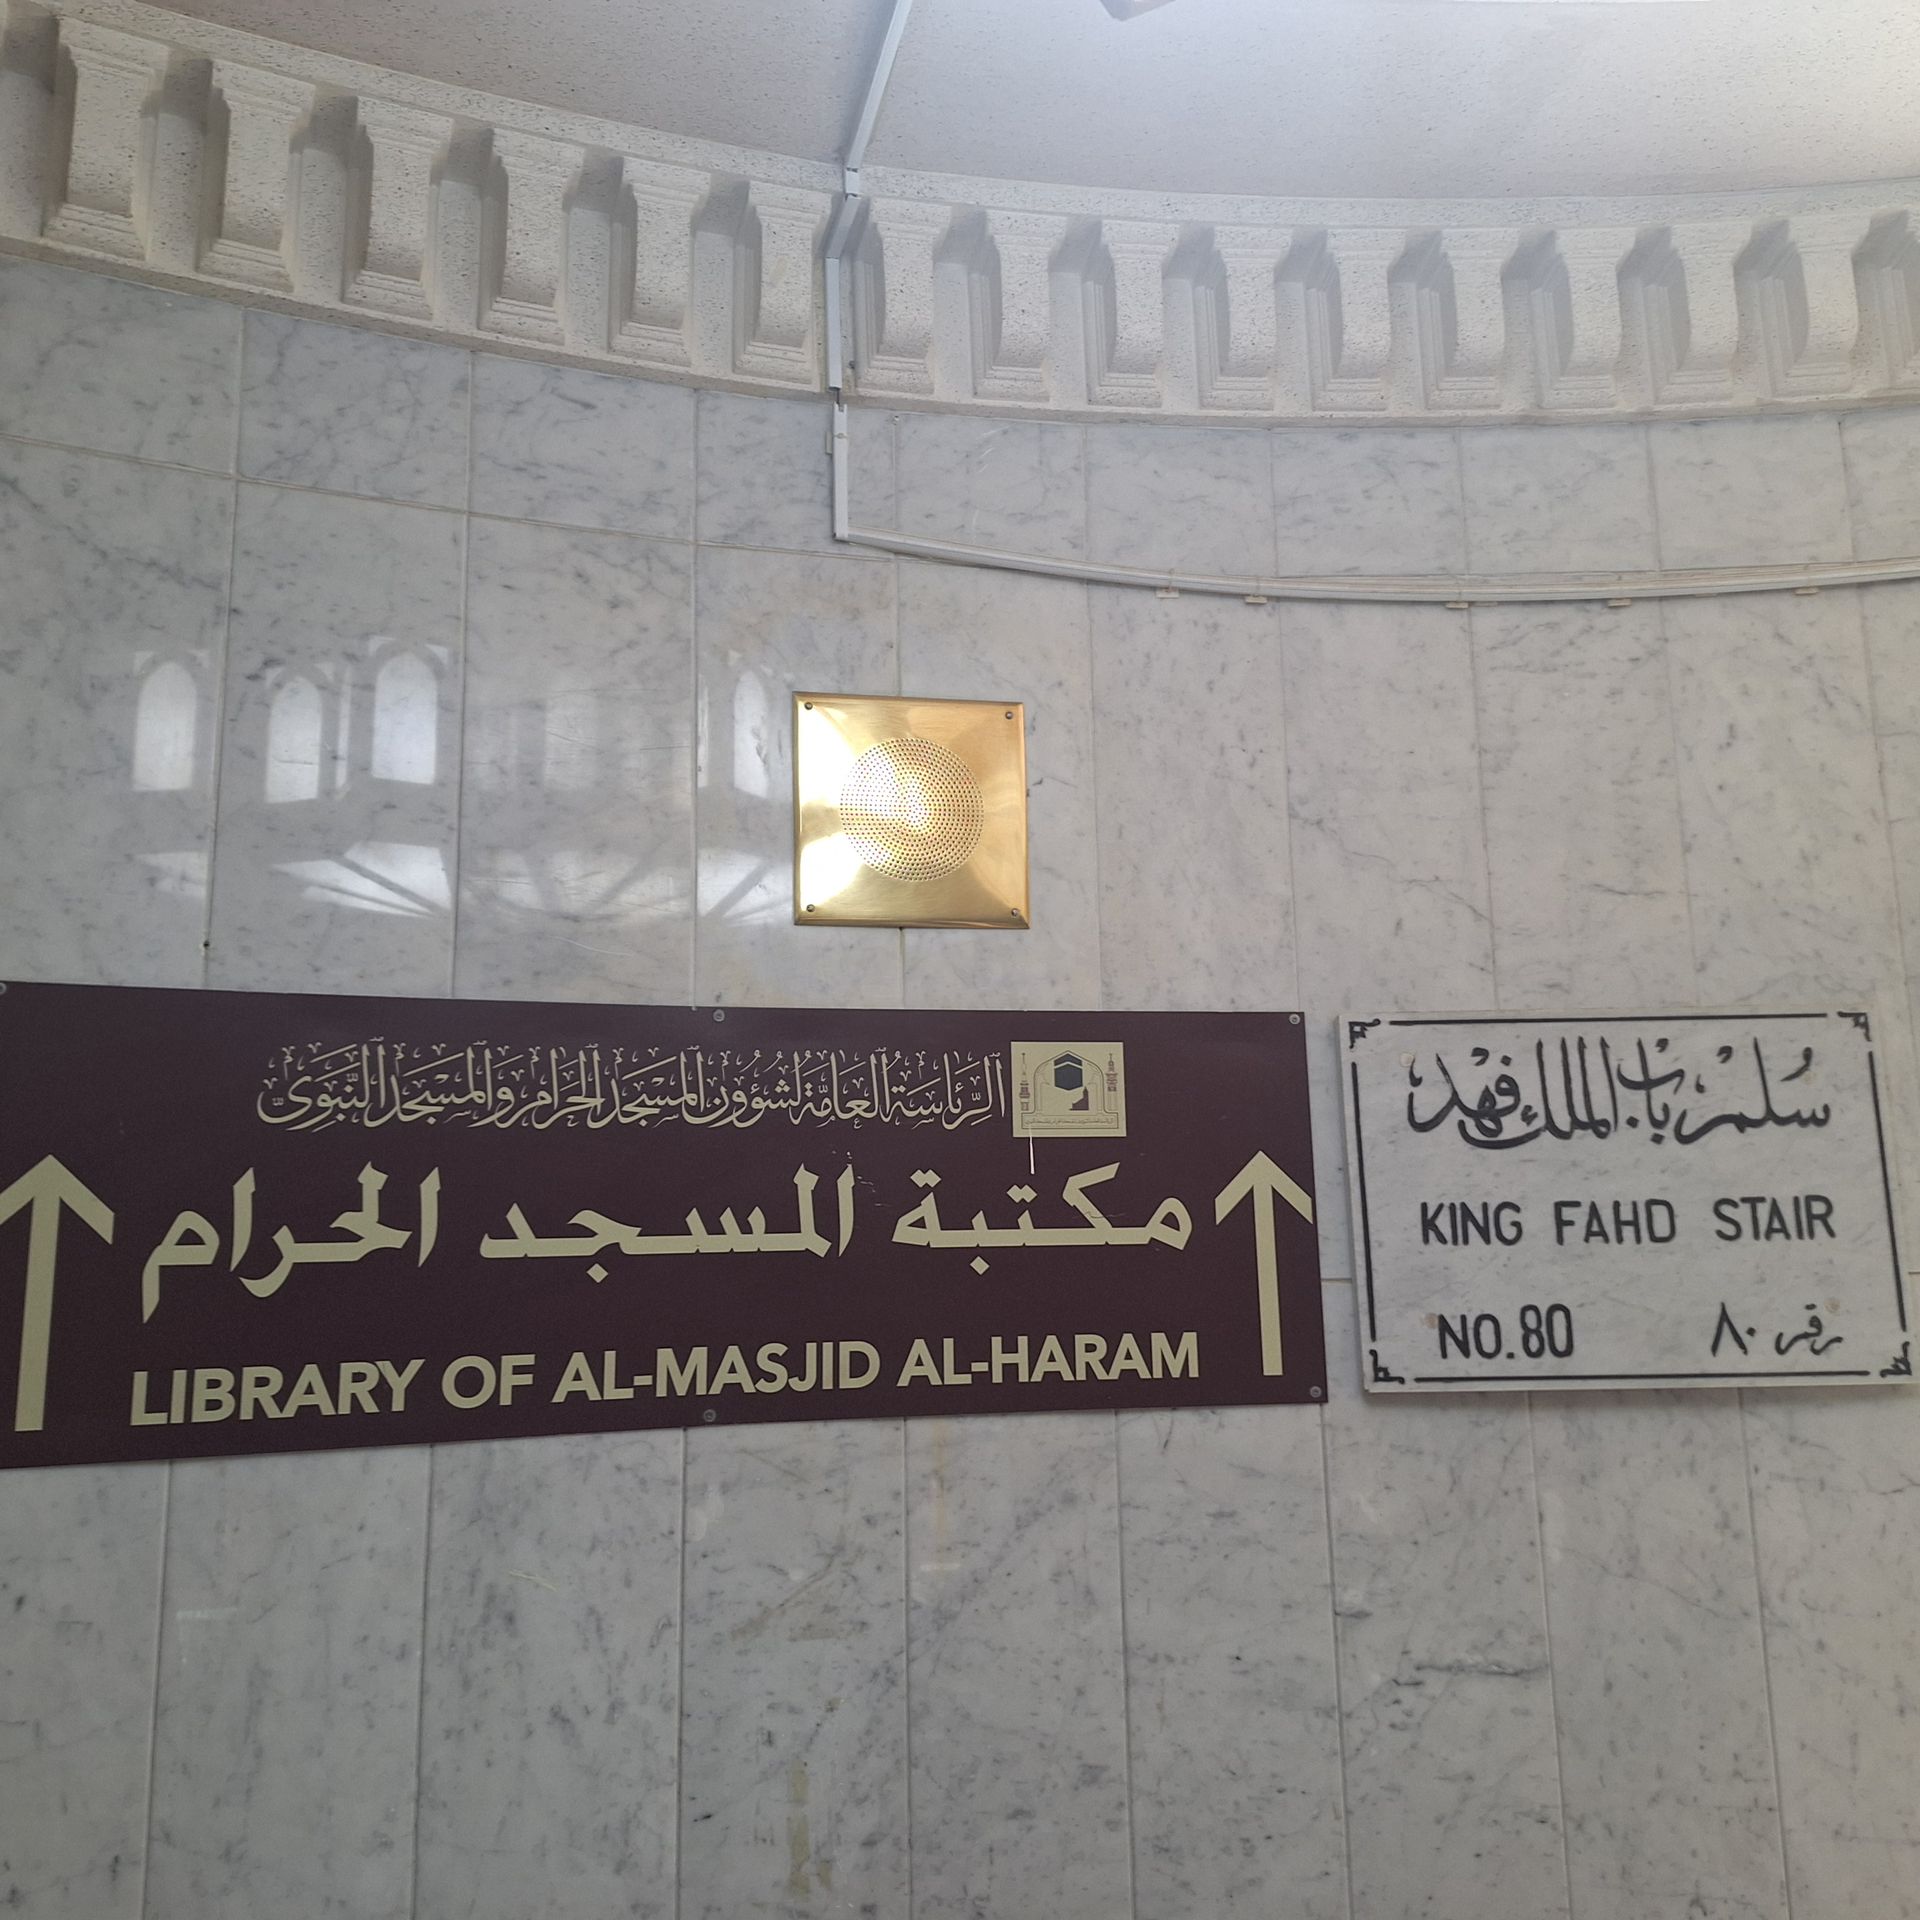 الرئاسة العامة لشؤون المسجد الحرام والمسجد النبوي
مكتبة المسجد الحرام
LIBRARY OF AL-MASJID AL-HARAM
سلم باب الملك فهد
KING FAHD STAIR
NO.80 رقم ٨٠